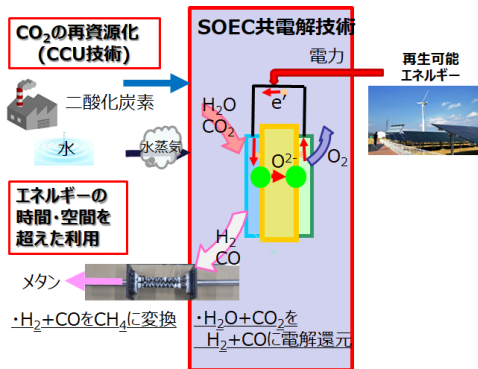 CO₂の再資源化
(CCU技術)
二酸化炭素
水
水蒸気
エネルギーの
時間・空間を
超えた利用
メタン
・H₂+COをCH₄に変換
SOEC共電解技術
電力
再生可能
エネルギー
e′
H₂O
CO₂
O²⁻
O₂
H₂
CO
・H₂O+CO₂を
H₂+COに電解還元